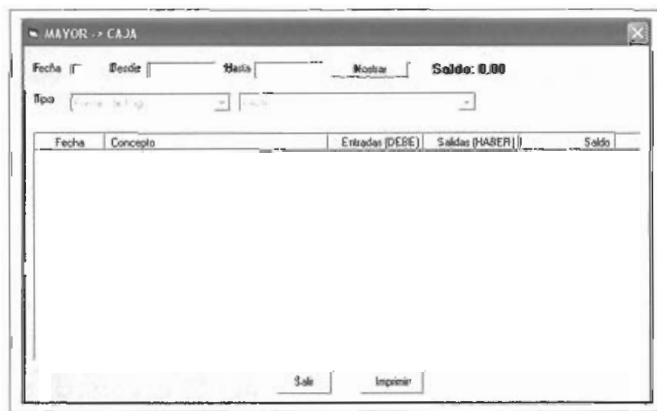 MAYOR -> CAJA
Fecha Desde Hasta Mostrar Saldo: 0,00
Tipo
Fecha Concepto Entradas (DEBE) Salidas (HABER) Saldo
Salir Imprimir